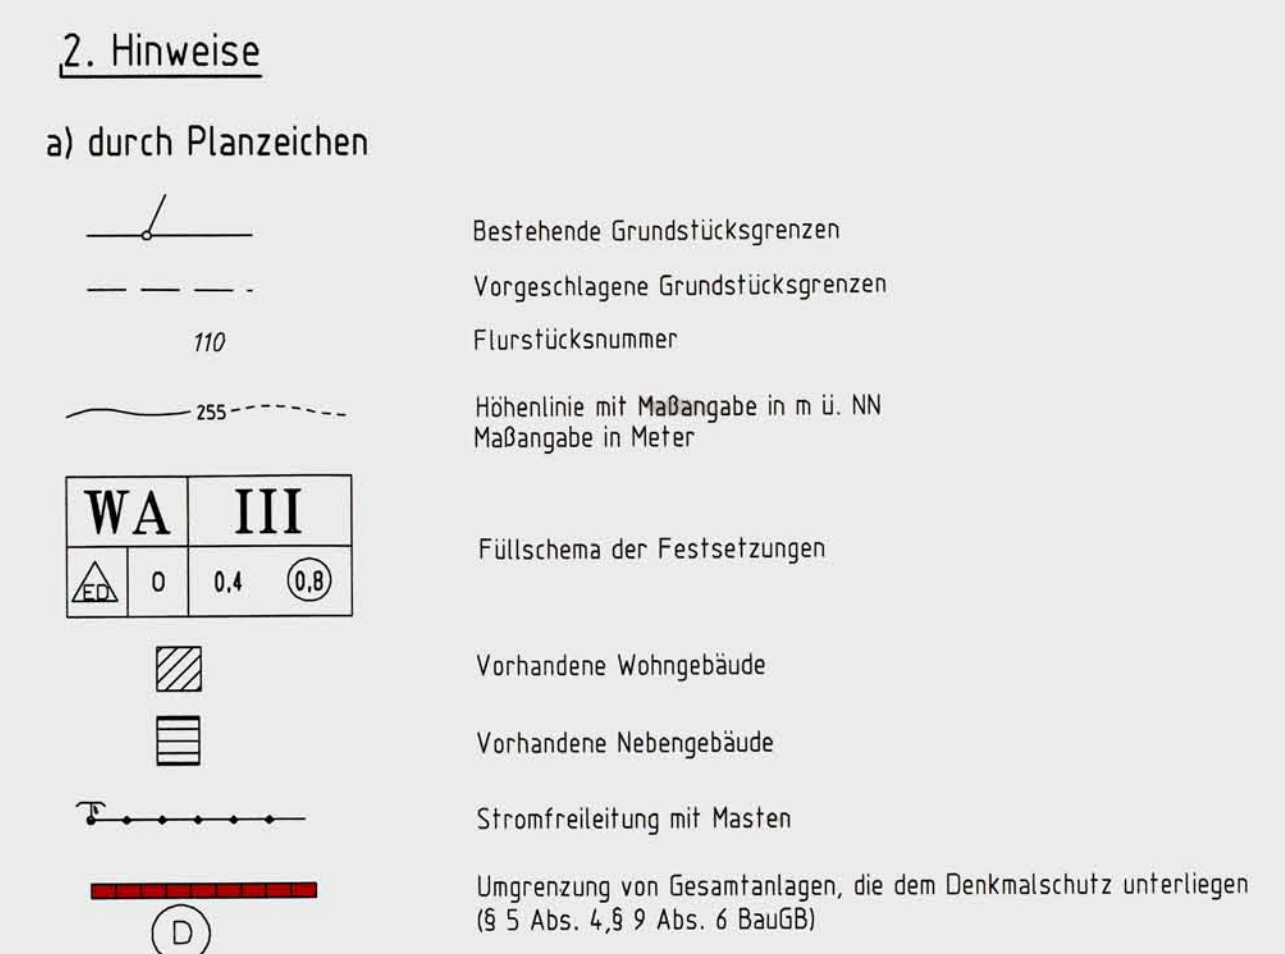 2. Hinweise
a) durch Planzeichen
Bestehende Grundstücksgrenzen
Vorgeschlagene Grundstücksgrenzen
110 Flurstücksnummer
255 Höhenlinie mit Maßangabe in m ü. NN
Maßangabe in Meter
WA III
ED O 0,4 0,8
Füllschema der Festsetzungen
Vorhandene Wohngebäude
Vorhandene Nebengebäude
Stromfreileitung mit Masten
Umgrenzung von Gesamtanlagen, die dem Denkmalschutz unterliegen
(§ 5 Abs. 4,§ 9 Abs. 6 BauGB)
D